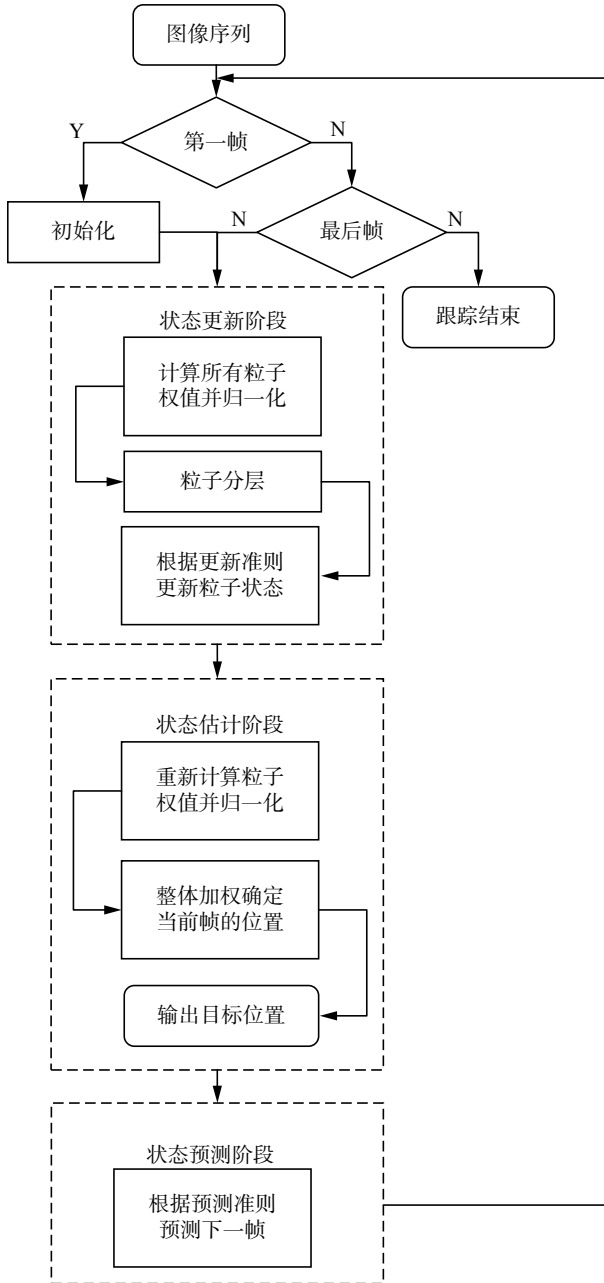 图像序列
第一帧
Y
N
初始化
N
最后帧
N
跟踪结束
状态更新阶段
计算所有粒子
权值并归一化
粒子分层
根据更新准则
更新粒子状态
状态估计阶段
重新计算粒子
权值并归一化
整体加权确定
当前帧的位置
输出目标位置
状态预测阶段
根据预测准则
预测下一帧